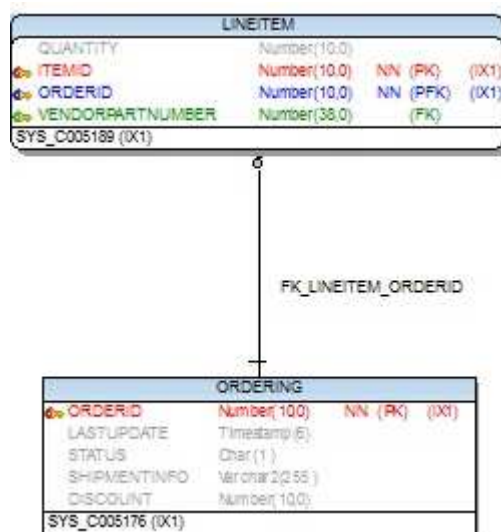 LINEITEM
QUANTITY Number(10,0)
ITEMID Number(10,0) NN (PK) (IX1)
ORDERID Number(10,0) NN (PFK) (IX1)
VENDORPARTNUMBER Number(38,0) (FK)
SYS_C005189 (IX1)
FK_LINEITEM_ORDERID
ORDERING
ORDERID Number(10,0) NN (PK) (IX1)
LASTUPDATE Timestamp(6)
STATUS Char(1)
SHIPMENTINFO Varchar2(255)
DISCOUNT Number(10,0)
SYS_C005176 (IX1)